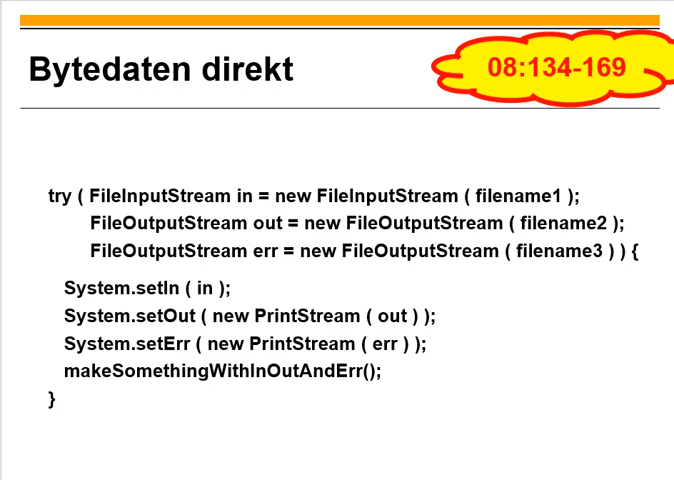 Bytedaten direkt
08:134-169
try ( FileInputStream in = new FileInputStream ( filename1 );
FileOutputStream out = new FileOutputStream ( filename2 );
FileOutputStream err = new FileOutputStream ( filename3 ) ) {
System.setIn ( in );
System.setOut ( new PrintStream ( out ) );
System.setErr ( new PrintStream ( err ) );
makeSomethingWithInOutAndErr();
}